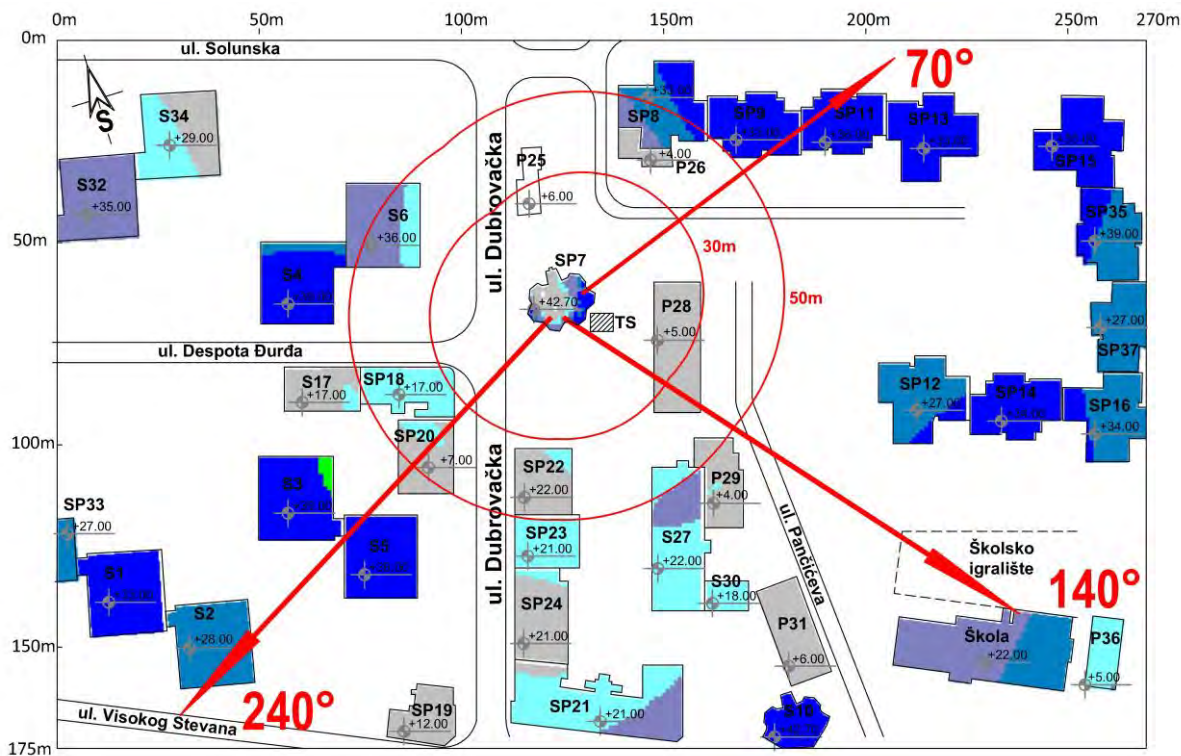 0m 50m 100m 150m 200m 250m 270m
0m
ul. Solunska
S
70°
S34
+29.00
SP8
+4.00
P26
SP9
SP11
SP13
SP15
P25
+6.00
S32
+35.00
S6
+36.00
ul. Dubrovačka
SP35
+39.00
50m
30m
SP7
+42.70
50m
S4
TS
P28
+5.00
+27.00
SP37
ul. Despota Đurđa
S17
+17.00
SP18
+17.00
SP12
+27.00
SP14
SP16
+34.00
100m
SP20
+7.00
SP22
+22.00
P29
+4.00
S3
SP33
+27.00
SP23
+21.00
S27
+22.00
ul. Dubrovačka
ul. Pančićeva
Školsko
igralište
S1
S5
S30
+18.00
140°
S2
SP24
+21.00
P31
+6.00
Škola
+22.00
P36
+5.00
150m
240°
ul. Visokog Stevana
SP19
+12.00
SP21
+21.00
S10
175m